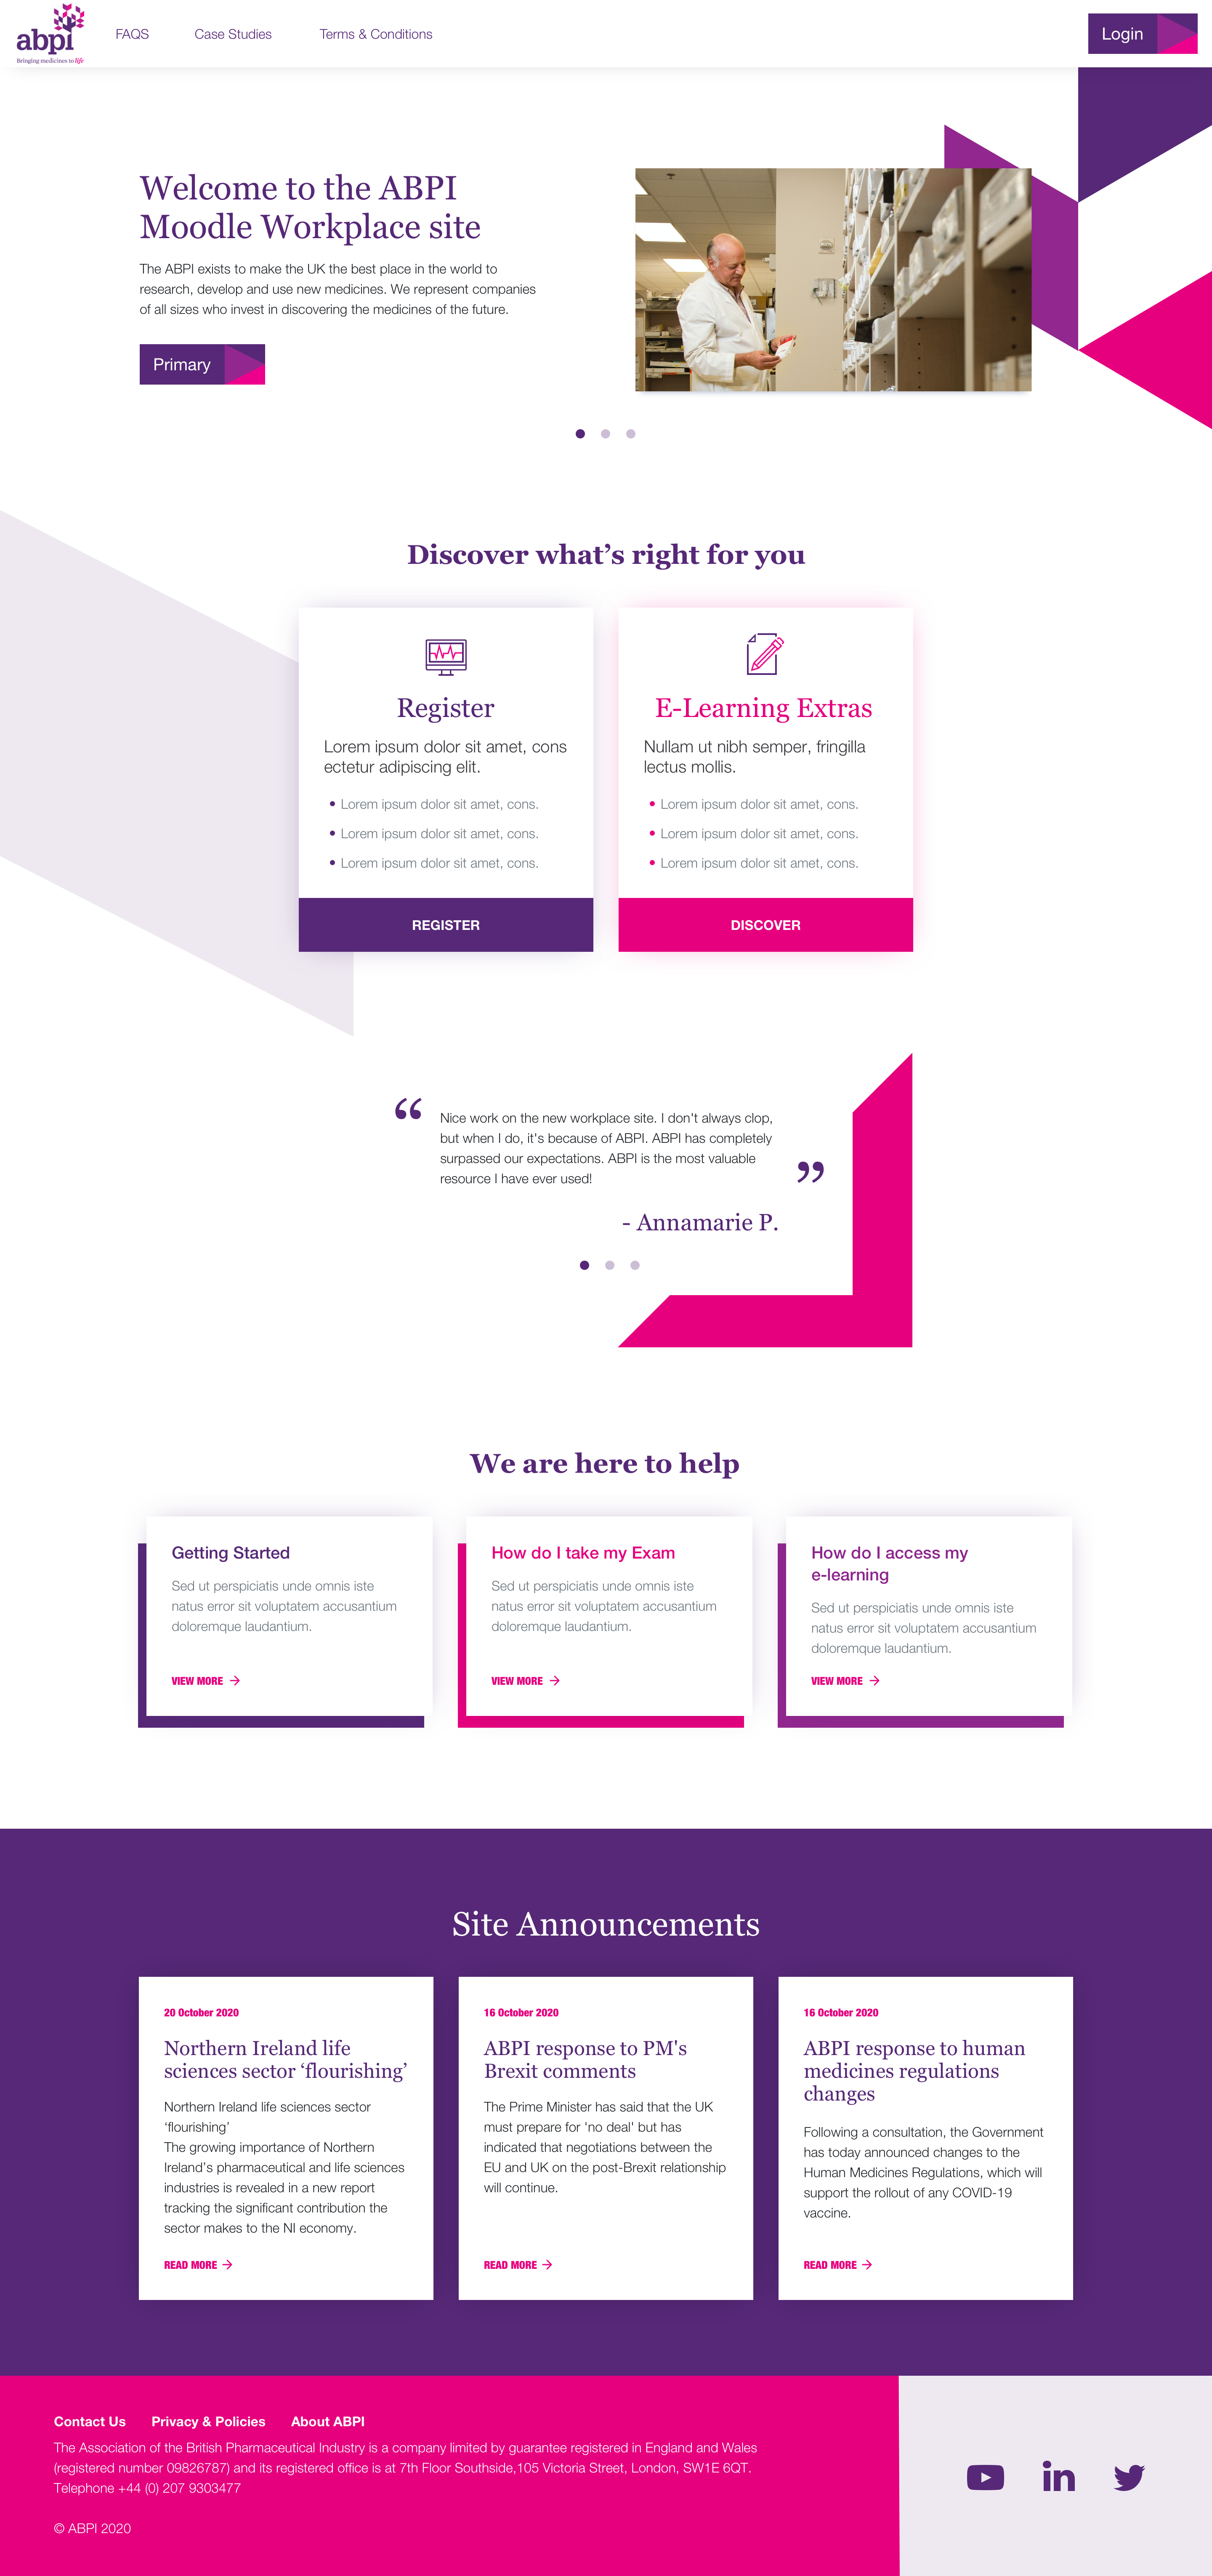 abpi
Bringing medicines to life
FAQS
Case Studies
Terms & Conditions
Login
Welcome to the ABPI
Moodle Workplace site
The ABPI exists to make the UK the best place in the world to
research, develop and use new medicines. We represent companies
of all sizes who invest in discovering the medicines of the future.
Primary
Discover what’s right for you
Register
Lorem ipsum dolor sit amet, cons
ectetur adipiscing elit.
• Lorem ipsum dolor sit amet, cons.
• Lorem ipsum dolor sit amet, cons.
• Lorem ipsum dolor sit amet, cons.
REGISTER
E-Learning Extras
Nullam ut nibh semper, fringilla
lectus mollis.
• Lorem ipsum dolor sit amet, cons.
• Lorem ipsum dolor sit amet, cons.
• Lorem ipsum dolor sit amet, cons.
DISCOVER
“ Nice work on the new workplace site. I don't always clop,
but when I do, it's because of ABPI. ABPI has completely
surpassed our expectations. ABPI is the most valuable
resource I have ever used! ”
- Annamarie P.
We are here to help
Getting Started
Sed ut perspiciatis unde omnis iste
natus error sit voluptatem accusantium
doloremque laudantium.
VIEW MORE →
How do I take my Exam
Sed ut perspiciatis unde omnis iste
natus error sit voluptatem accusantium
doloremque laudantium.
VIEW MORE →
How do I access my
e-learning
Sed ut perspiciatis unde omnis iste
natus error sit voluptatem accusantium
doloremque laudantium.
VIEW MORE →
Site Announcements
20 October 2020
Northern Ireland life
sciences sector ‘flourishing’
Northern Ireland life sciences sector
‘flourishing’
The growing importance of Northern
Ireland’s pharmaceutical and life sciences
industries is revealed in a new report
tracking the significant contribution the
sector makes to the NI economy.
READ MORE →
16 October 2020
ABPI response to PM's
Brexit comments
The Prime Minister has said that the UK
must prepare for 'no deal' but has
indicated that negotiations between the
EU and UK on the post-Brexit relationship
will continue.
READ MORE →
16 October 2020
ABPI response to human
medicines regulations
changes
Following a consultation, the Government
has today announced changes to the
Human Medicines Regulations, which will
support the rollout of any COVID-19
vaccine.
READ MORE →
Contact Us
Privacy & Policies
About ABPI
The Association of the British Pharmaceutical Industry is a company limited by guarantee registered in England and Wales
(registered number 09826787) and its registered office is at 7th Floor Southside,105 Victoria Street, London, SW1E 6QT.
Telephone +44 (0) 207 9303477
© ABPI 2020
in